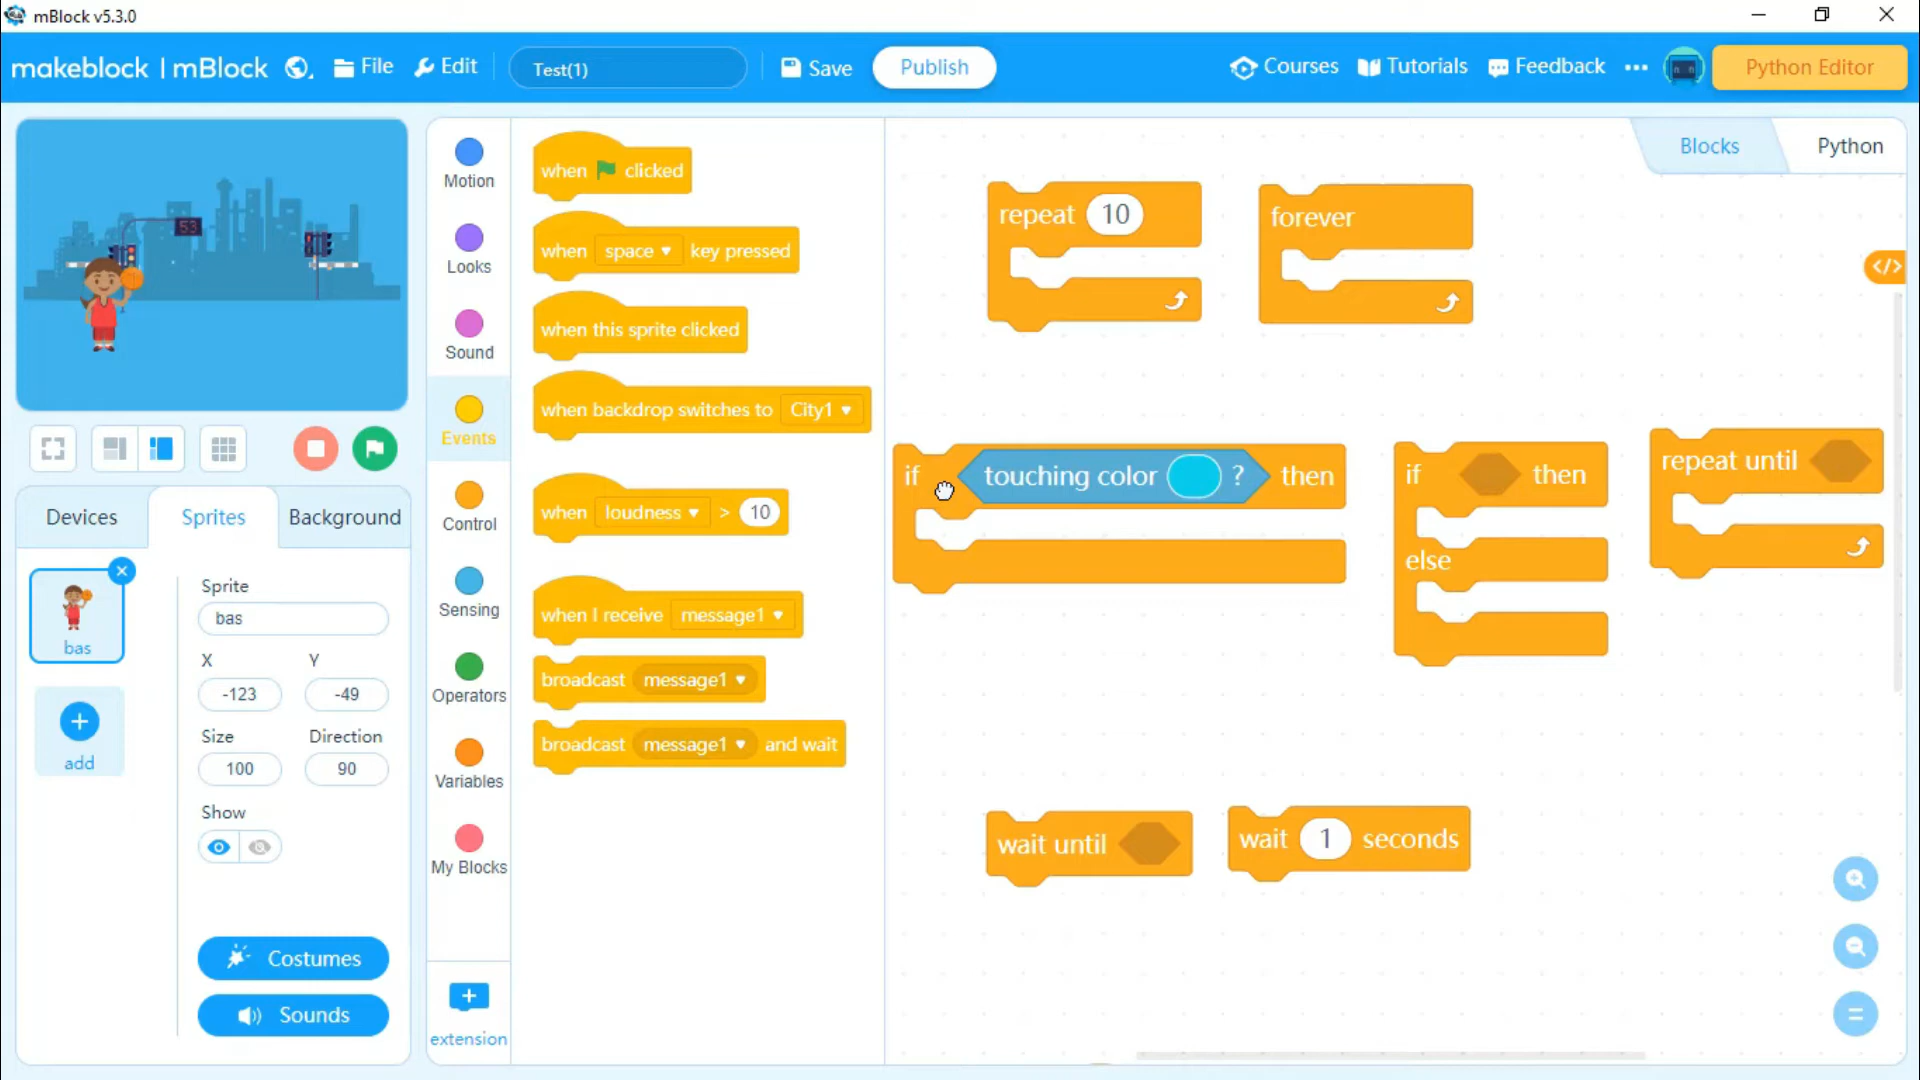 mBlock v5.3.0
makeblock | mBlock
File
Edit
Test(1)
Save
Publish
Courses
Tutorials
Feedback
Python Editor
53
Devices
Sprites
Background
bas
add
Sprite
bas
X
Y
-123
-49
Size
Direction
100
90
Show
Costumes
Sounds
Motion
Looks
Sound
Events
Control
Sensing
Operators
Variables
My Blocks
extension
when clicked
when space key pressed
when this sprite clicked
when backdrop switches to City1
when loudness > 10
when I receive message1
broadcast message1
broadcast message1 and wait
Blocks
Python
</>
repeat 10
forever
if touching color ? then
if then
else
repeat until
wait until
wait 1 seconds